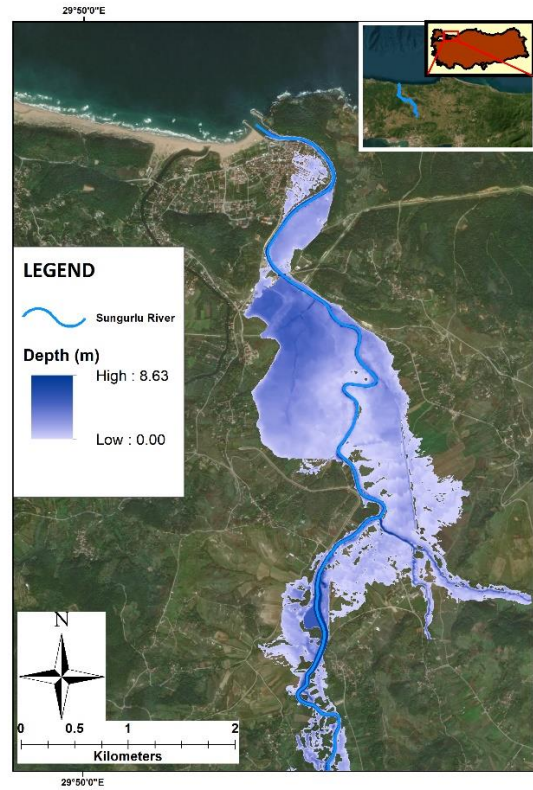 29°50'0"E
LEGEND
Sungurlu River
Depth (m)
High : 8.63
Low : 0.00
N
0 0.5 1 2
Kilometers
29°50'0"E